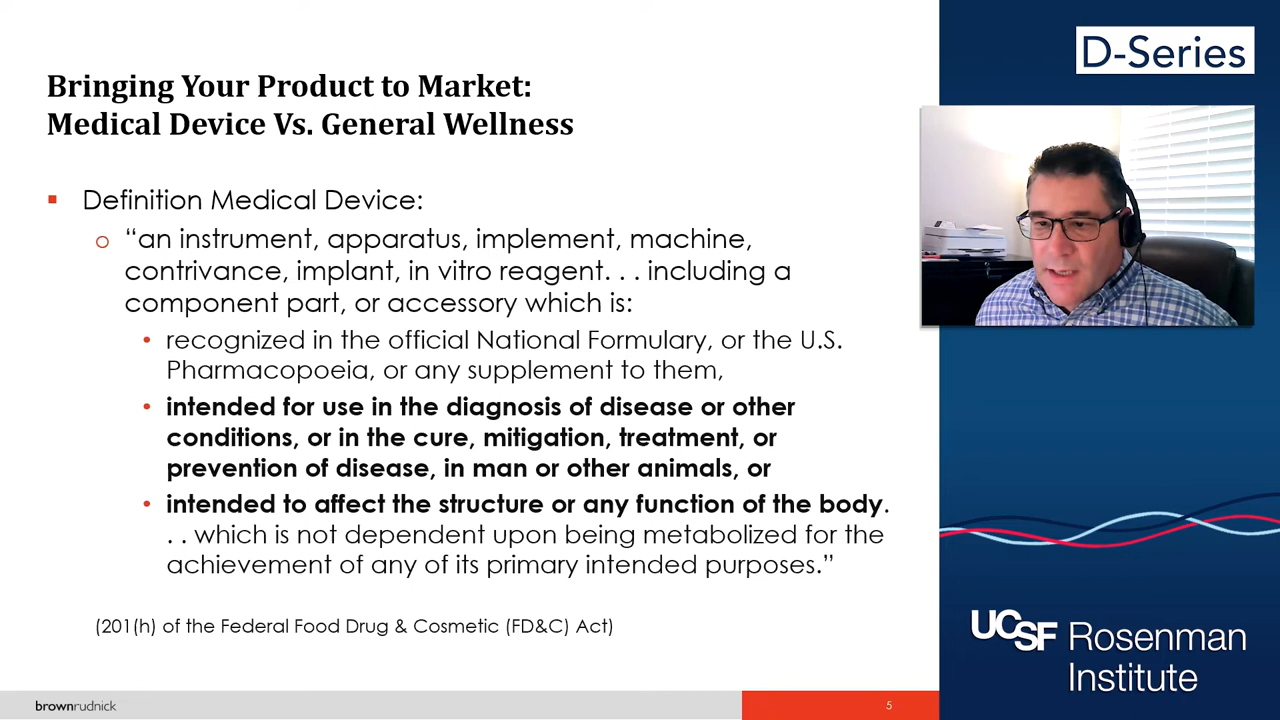 Bringing Your Product to Market:
Medical Device Vs. General Wellness
▪ Definition Medical Device:
o “an instrument, apparatus, implement, machine,
contrivance, implant, in vitro reagent. . . including a
component part, or accessory which is:
• recognized in the official National Formulary, or the U.S.
Pharmacopoeia, or any supplement to them,
• intended for use in the diagnosis of disease or other
conditions, or in the cure, mitigation, treatment, or
prevention of disease, in man or other animals, or
• intended to affect the structure or any function of the body.
. . which is not dependent upon being metabolized for the
achievement of any of its primary intended purposes.”
(201(h) of the Federal Food Drug & Cosmetic (FD&C) Act)
brownrudnick
5
D-Series
UCSF Rosenman
Institute